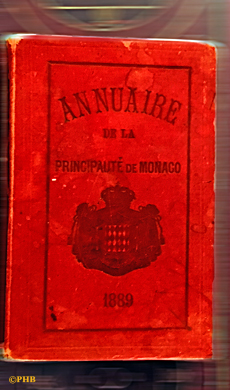 ANNUAIRE
DE LA
PRINCIPAUTÉ DE MONACO
1889
©PHB